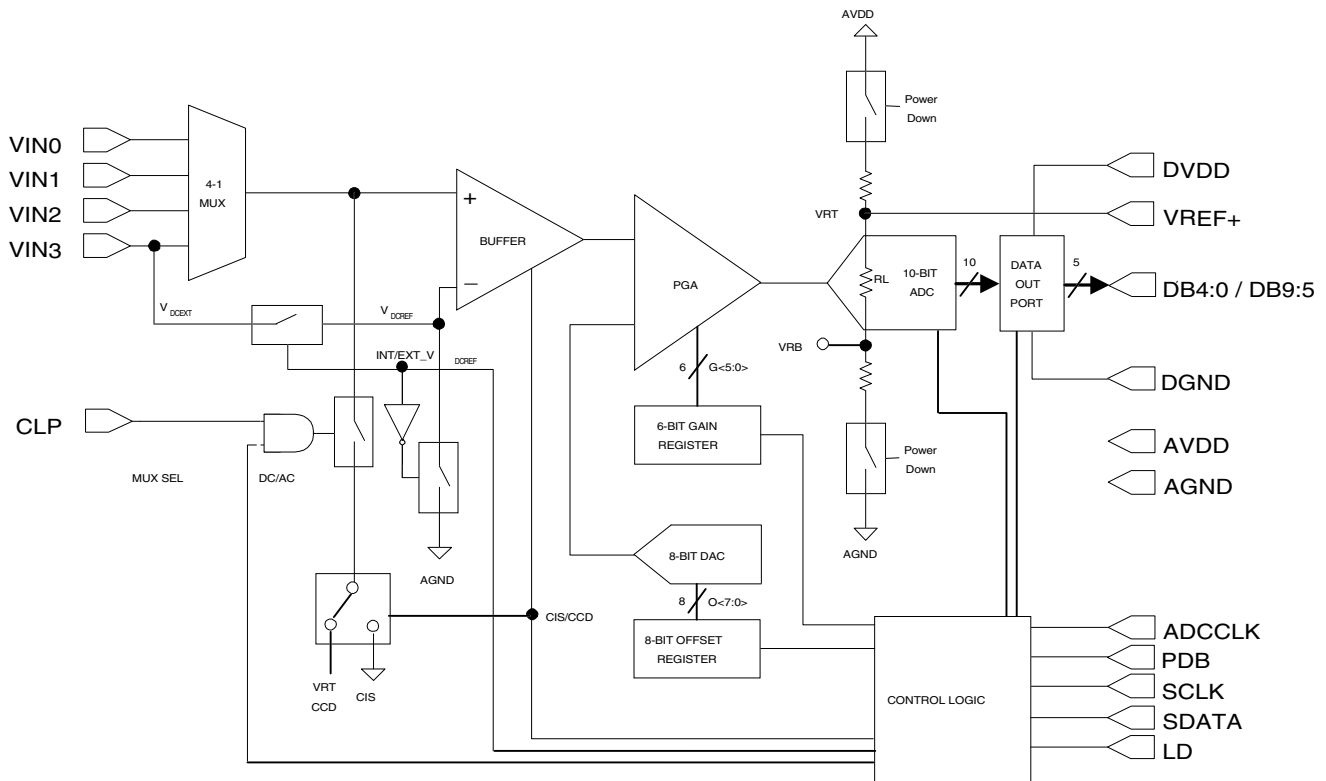 AVDD
Power
Down
VIN0
VIN1
VIN2
VIN3
4-1
MUX
+
BUFFER
−
PGA
VRT
RL
10-BIT
ADC
10
DATA
OUT
PORT
5
DVDD
VREF+
DB4:0 / DB9:5
DGND
AVDD
AGND
V DCEXT
V DCREF
INT/EXT_V DCREF
VRB
6
G<5:0>
6-BIT GAIN
REGISTER
Power
Down
AGND
CLP
MUX SEL
DC/AC
AGND
8-BIT DAC
8
O<7:0>
8-BIT OFFSET
REGISTER
CIS/CCD
VRT
CCD
CIS
CONTROL LOGIC
ADCCLK
PDB
SCLK
SDATA
LD